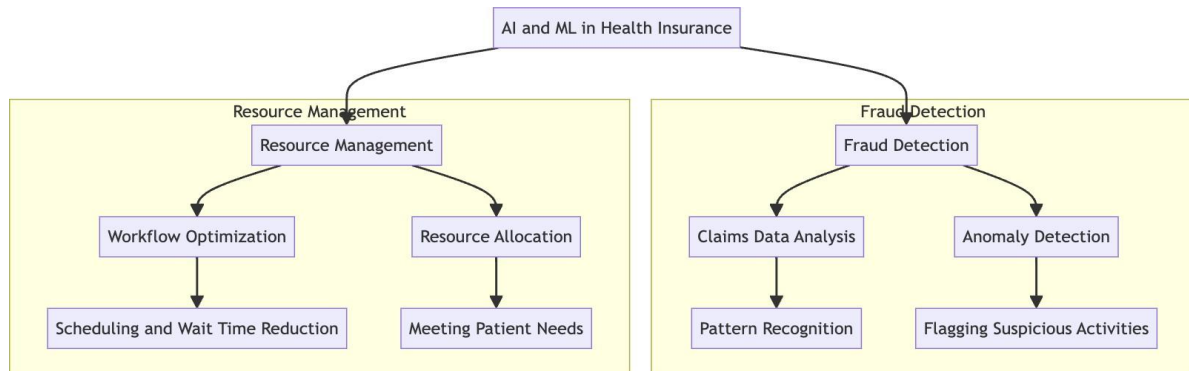 AI and ML in Health Insurance
Resource Management
Fraud Detection
Resource Management
Fraud Detection
Workflow Optimization
Resource Allocation
Claims Data Analysis
Anomaly Detection
Scheduling and Wait Time Reduction
Meeting Patient Needs
Pattern Recognition
Flagging Suspicious Activities